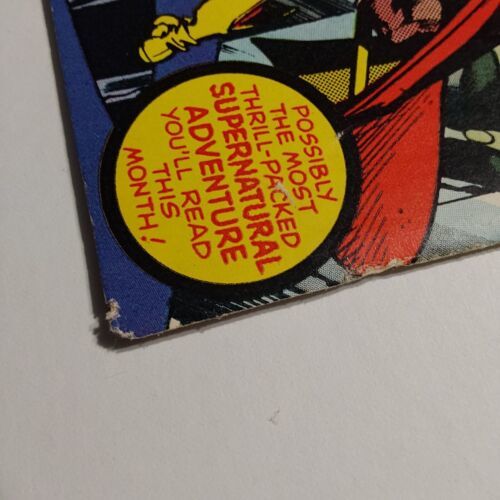 POSSIBLY
THE MOST
THRILL-PACKED
SUPERNATURAL
ADVENTURE
YOU'LL READ
THIS
MONTH!